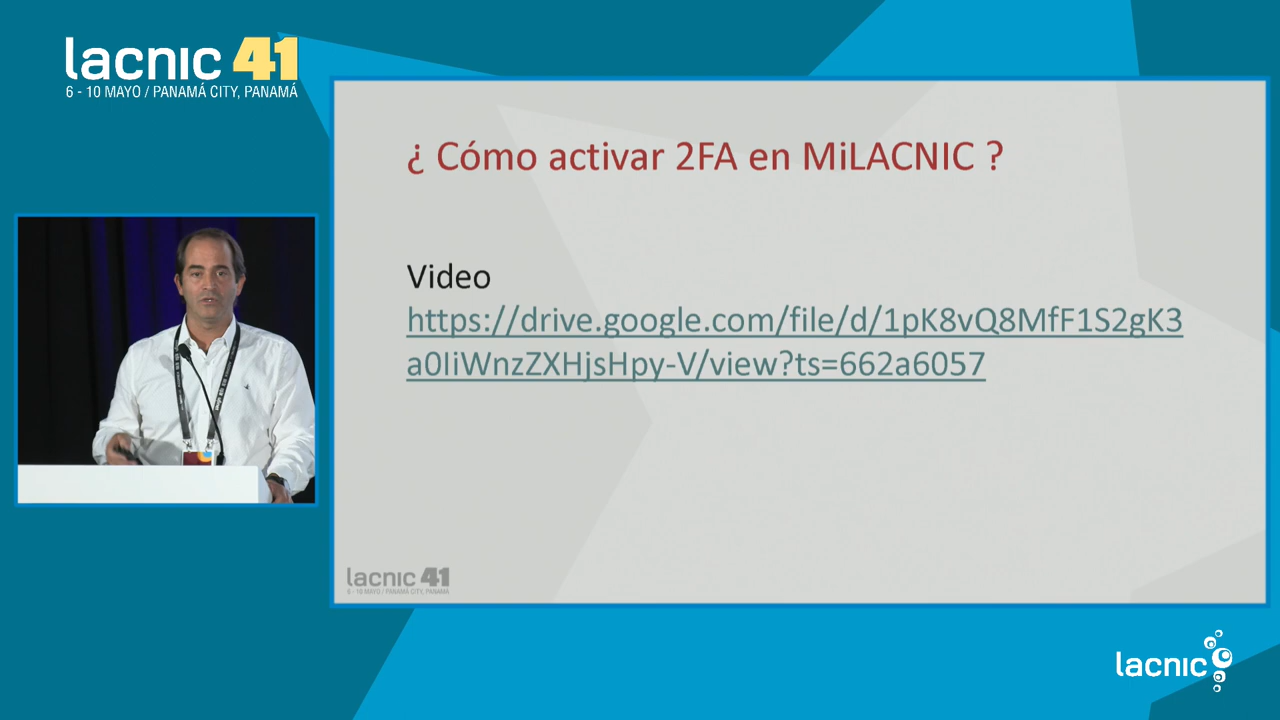 lacnic 41
6 - 10 MAYO / PANAMÁ CITY, PANAMÁ
¿ Cómo activar 2FA en MiLACNIC ?
Video
https://drive.google.com/file/d/1pK8vQ8MfF1S2gK3
a0IiWnzZXHjsHpy-V/view?ts=662a6057
lacnic 41
6 - 10 MAYO / PANAMÁ CITY, PANAMÁ
lacnic